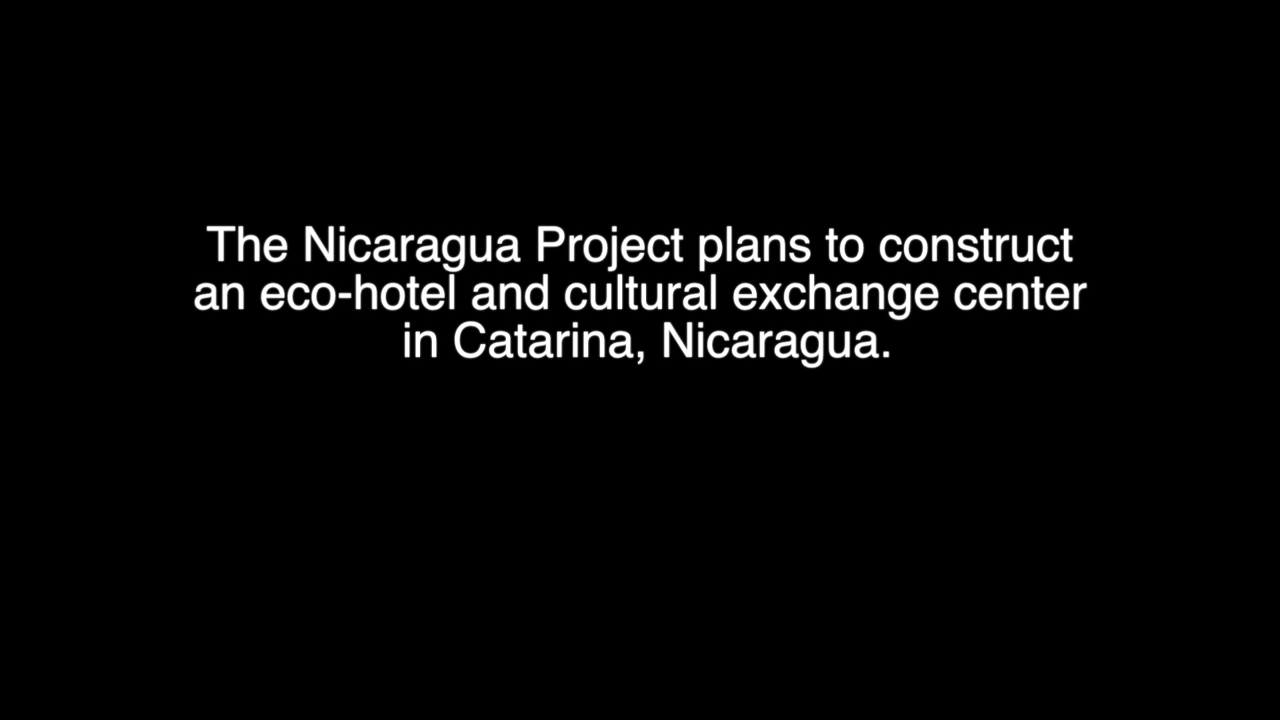 The Nicaragua Project plans to construct
an eco-hotel and cultural exchange center
in Catarina, Nicaragua.